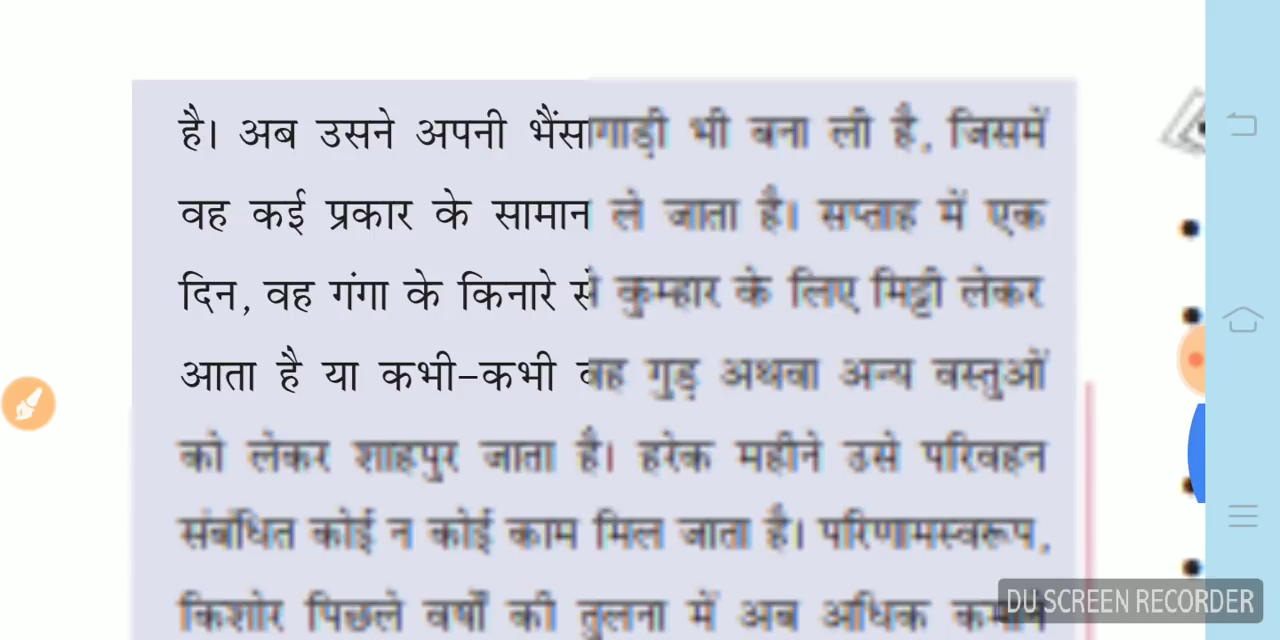 है। अब उसने अपनी भैंसागाड़ी भी बना ली है, जिसमें
वह कई प्रकार के सामान ले जाता है। सप्ताह में एक
दिन, वह गंगा के किनारे से कुम्हार के लिए मिट्टी लेकर
आता है या कभी-कभी वह गुड़ अथवा अन्य वस्तुओं
को लेकर शाहपुर जाता है। हरेक महीने उसे परिवहन
संबंधित कोई न कोई काम मिल जाता है। परिणामस्वरूप,
किशोर पिछले वर्षों की तुलना में अब अधिक
DU SCREEN RECORDER